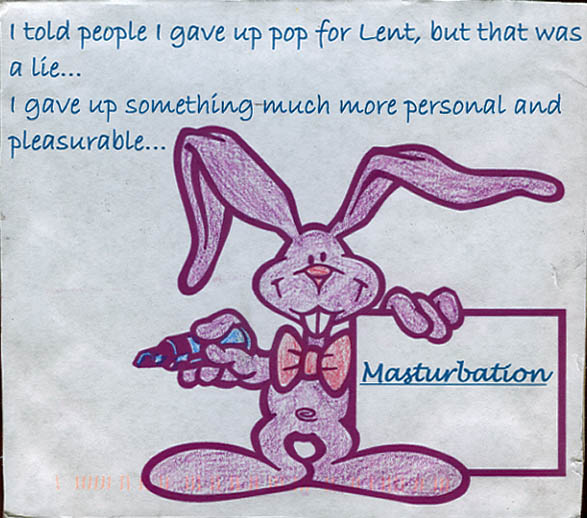 I told people I gave up pop for Lent, but that was
a lie...
I gave up something much more personal and
pleasurable...
Masturbation